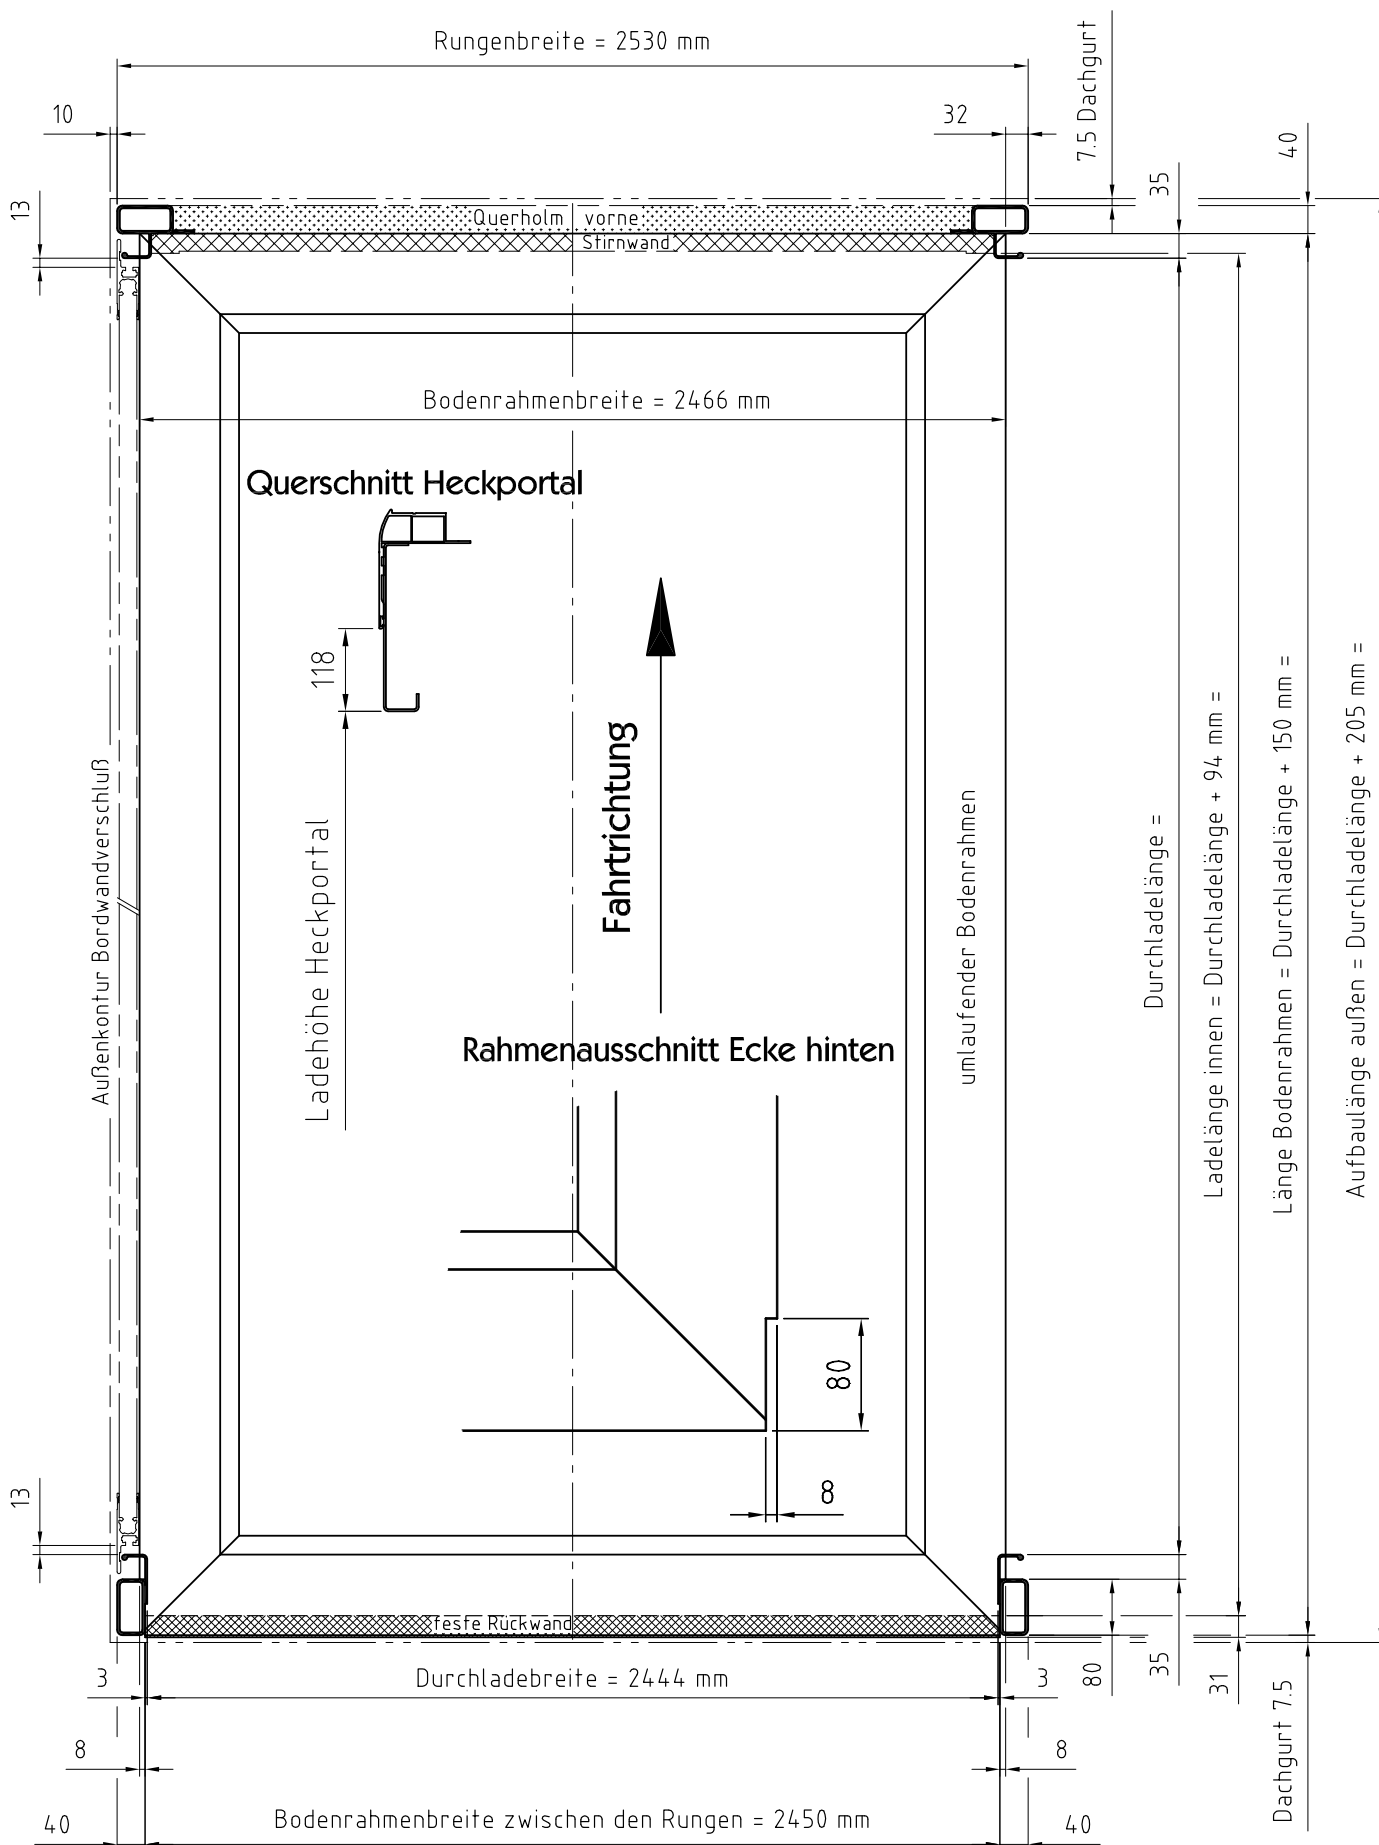 Rungenbreite = 2530 mm
7.5 Dachgurt
10
32
40
35
13
Querholm vorne
Stirnwand
Bodenrahmenbreite = 2466 mm
Querschnitt Heckportal
118
Ladehöhe Heckportal
Fahrtrichtung
Außenkontur Bordwandverschluß
umlaufender Bodenrahmen
Durchladelänge =
Ladelänge innen = Durchladelänge + 94 mm =
Länge Bodenrahmen = Durchladelänge + 150 mm =
Aufbaulänge außen = Durchladelänge + 205 mm =
Rahmenausschnitt Ecke hinten
80
8
13
feste Rückwand
3
Durchladebreite = 2444 mm
3
80
35
31
Dachgurt 7.5
8
8
40
Bodenrahmenbreite zwischen den Rungen = 2450 mm
40